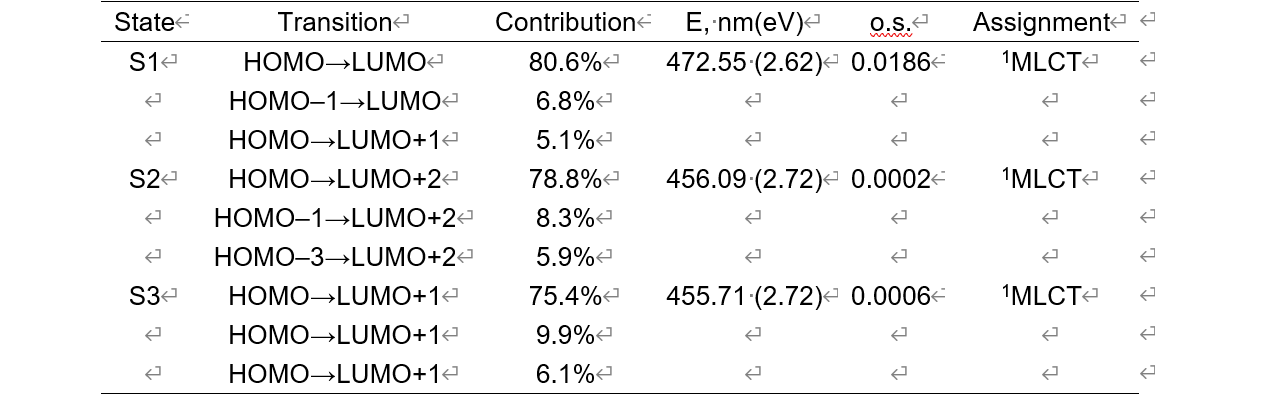 State Transition Contribution E, nm(eV) o.s. Assignment
S1 HOMO→LUMO 80.6% 472.55 (2.62) 0.0186 ¹MLCT
HOMO–1→LUMO 6.8%
HOMO→LUMO+1 5.1%
S2 HOMO→LUMO+2 78.8% 456.09 (2.72) 0.0002 ¹MLCT
HOMO–1→LUMO+2 8.3%
HOMO–3→LUMO+2 5.9%
S3 HOMO→LUMO+1 75.4% 455.71 (2.72) 0.0006 ¹MLCT
HOMO→LUMO+1 9.9%
HOMO→LUMO+1 6.1%